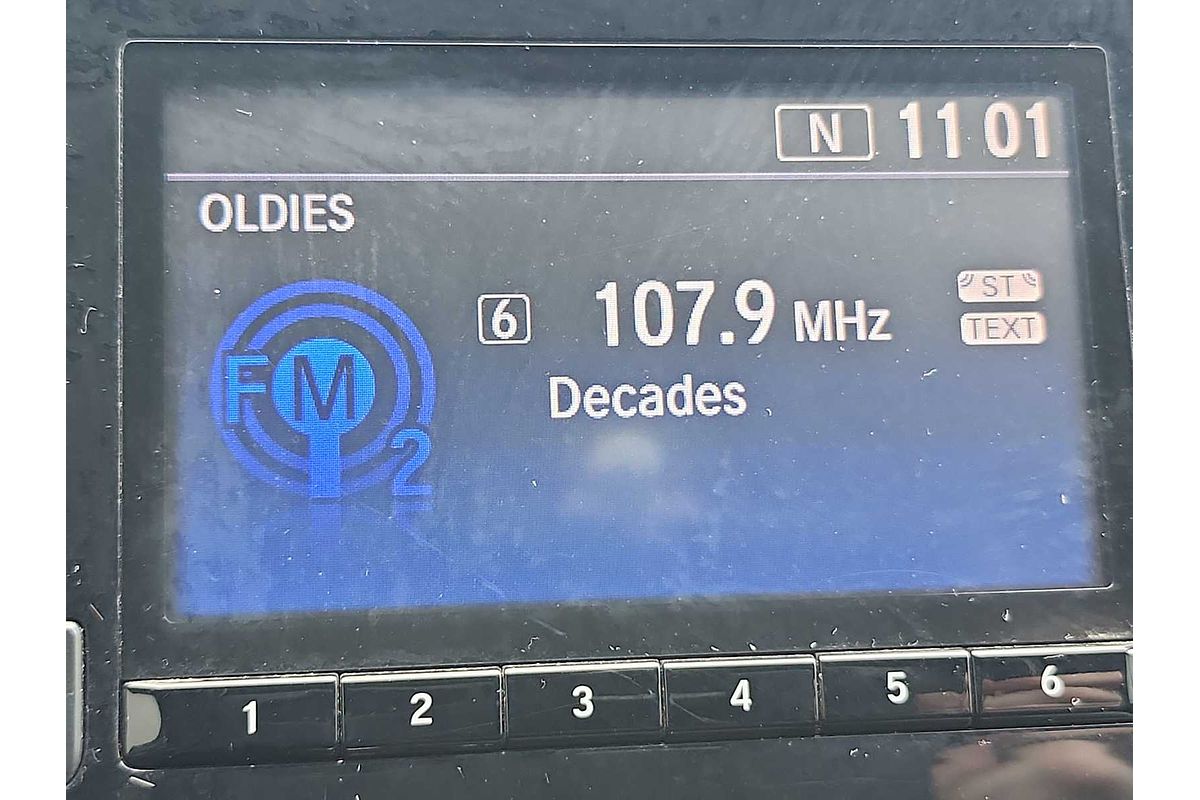 N 11 01
OLDIES
6 107.9 MHz ST
TEXT
Decades
FM
2
1 2 3 4 5 6